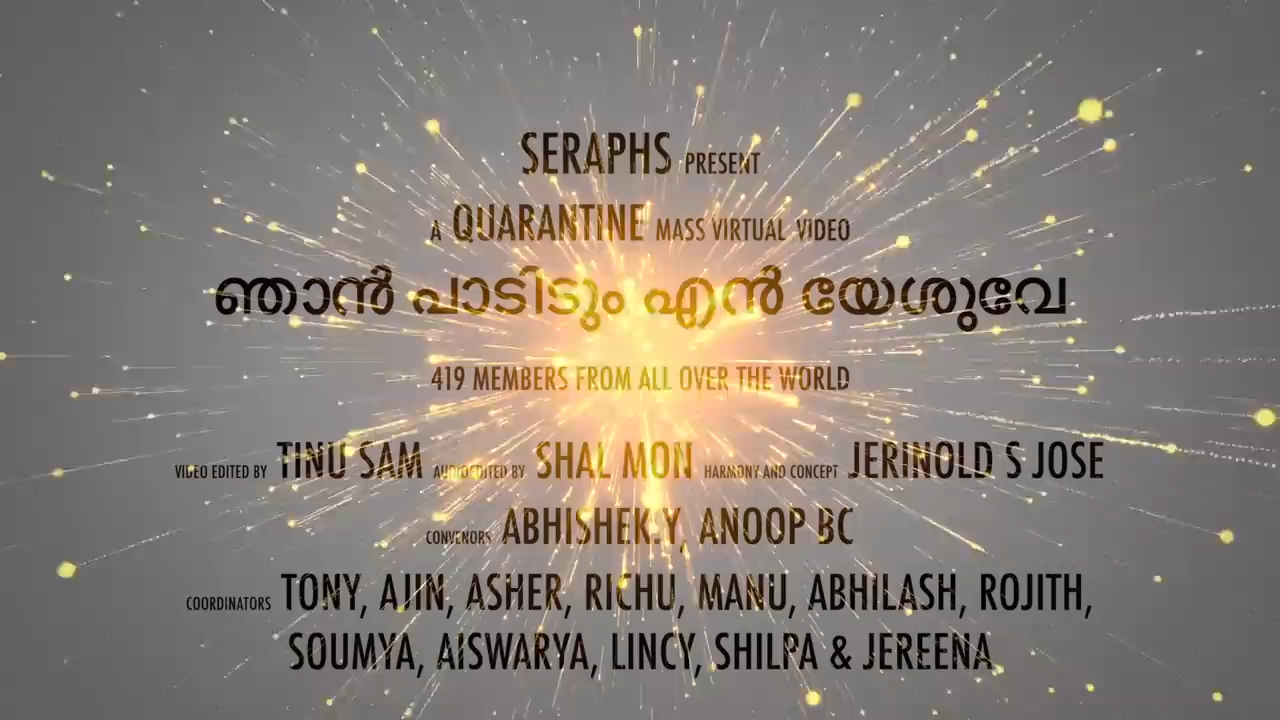 SERAPHS PRESENT
A QUARANTINE MASS VIRTUAL VIDEO
ഞാൻ പാടിടും എൻ യേശുവേ
419 MEMBERS FROM ALL OVER THE WORLD
VIDEO EDITED BY TINU SAM AUDIO EDITED BY SHAL MON HARMONY AND CONCEPT JERINOLD S JOSE
CONVENORS ABHISHEK.Y, ANOOP BC
COORDINATORS TONY, AJIN, ASHER, RICHU, MANU, ABHILASH, ROJITH,
SOUMYA, AISWARYA, LINCY, SHILPA & JEREENA